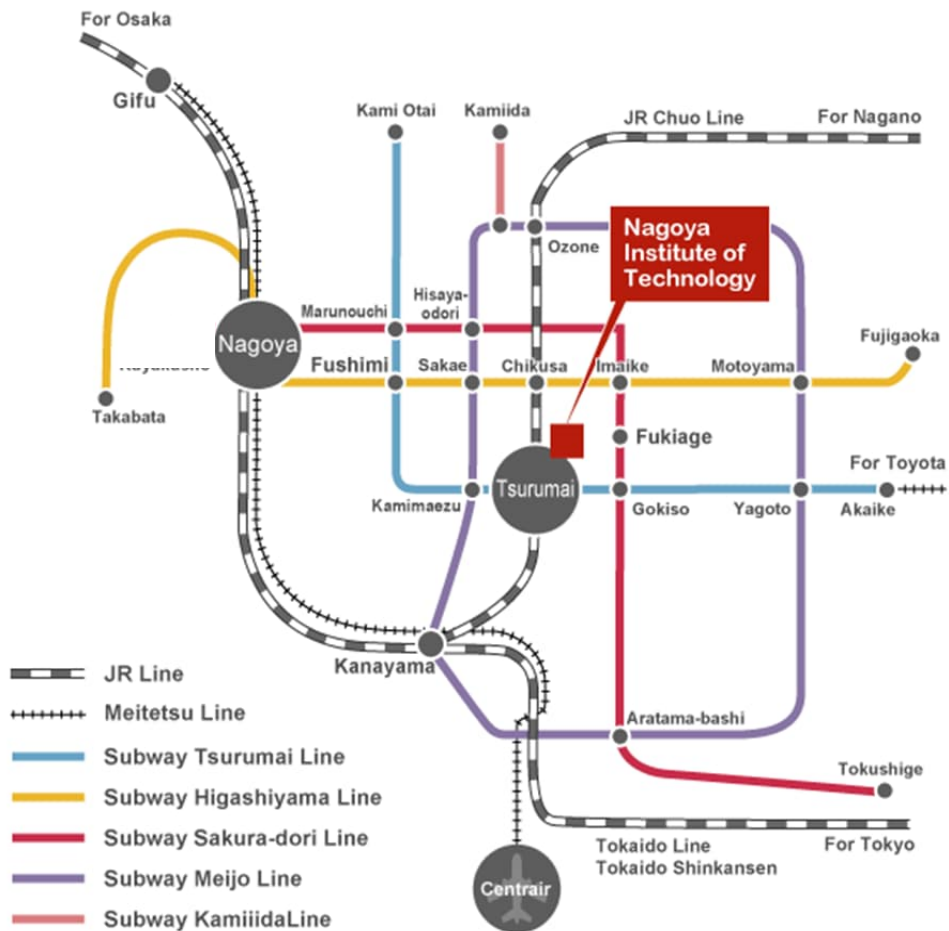 For Osaka
Gifu
Kami Otai
Kamiida
JR Chuo Line
For Nagano
Nagoya
Institute of
Technology
Ozone
Hisaya-
odori
Marunouchi
Nagoya
Fushimi
Sakae
Chikusa
Imaike
Motoyama
Fujigaoka
Takabata
Fukiage
For Toyota
Tsurumai
Kamimaezu
Gokiso
Yagoto
Akaike
Kanayama
JR Line
Meitetsu Line
Subway Tsurumai Line
Subway Higashiyama Line
Subway Sakura-dori Line
Subway Meijo Line
Subway KamiiidaLine
Aratama-bashi
Tokushige
Tokaido Line
Tokaido Shinkansen
For Tokyo
Centrair